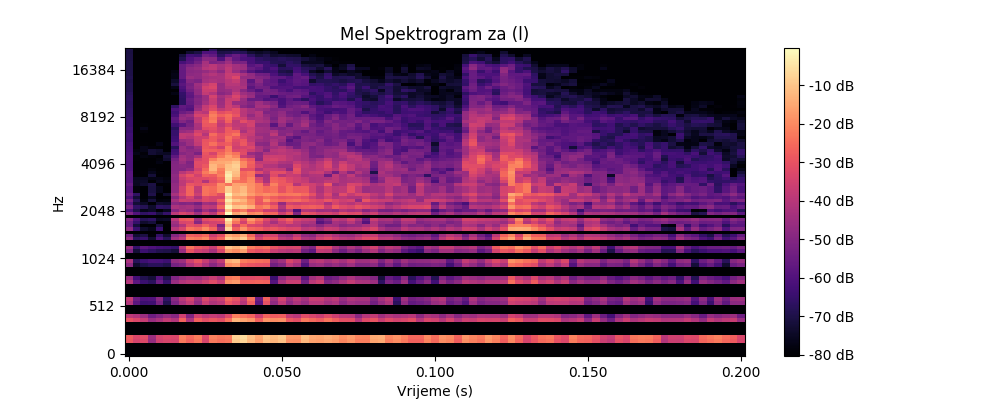 Mel Spektrogram za (l)
Hz
16384
8192
4096
2048
1024
512
0
0.000 0.050 0.100 0.150 0.200
Vrijeme (s)
-10 dB
-20 dB
-30 dB
-40 dB
-50 dB
-60 dB
-70 dB
-80 dB